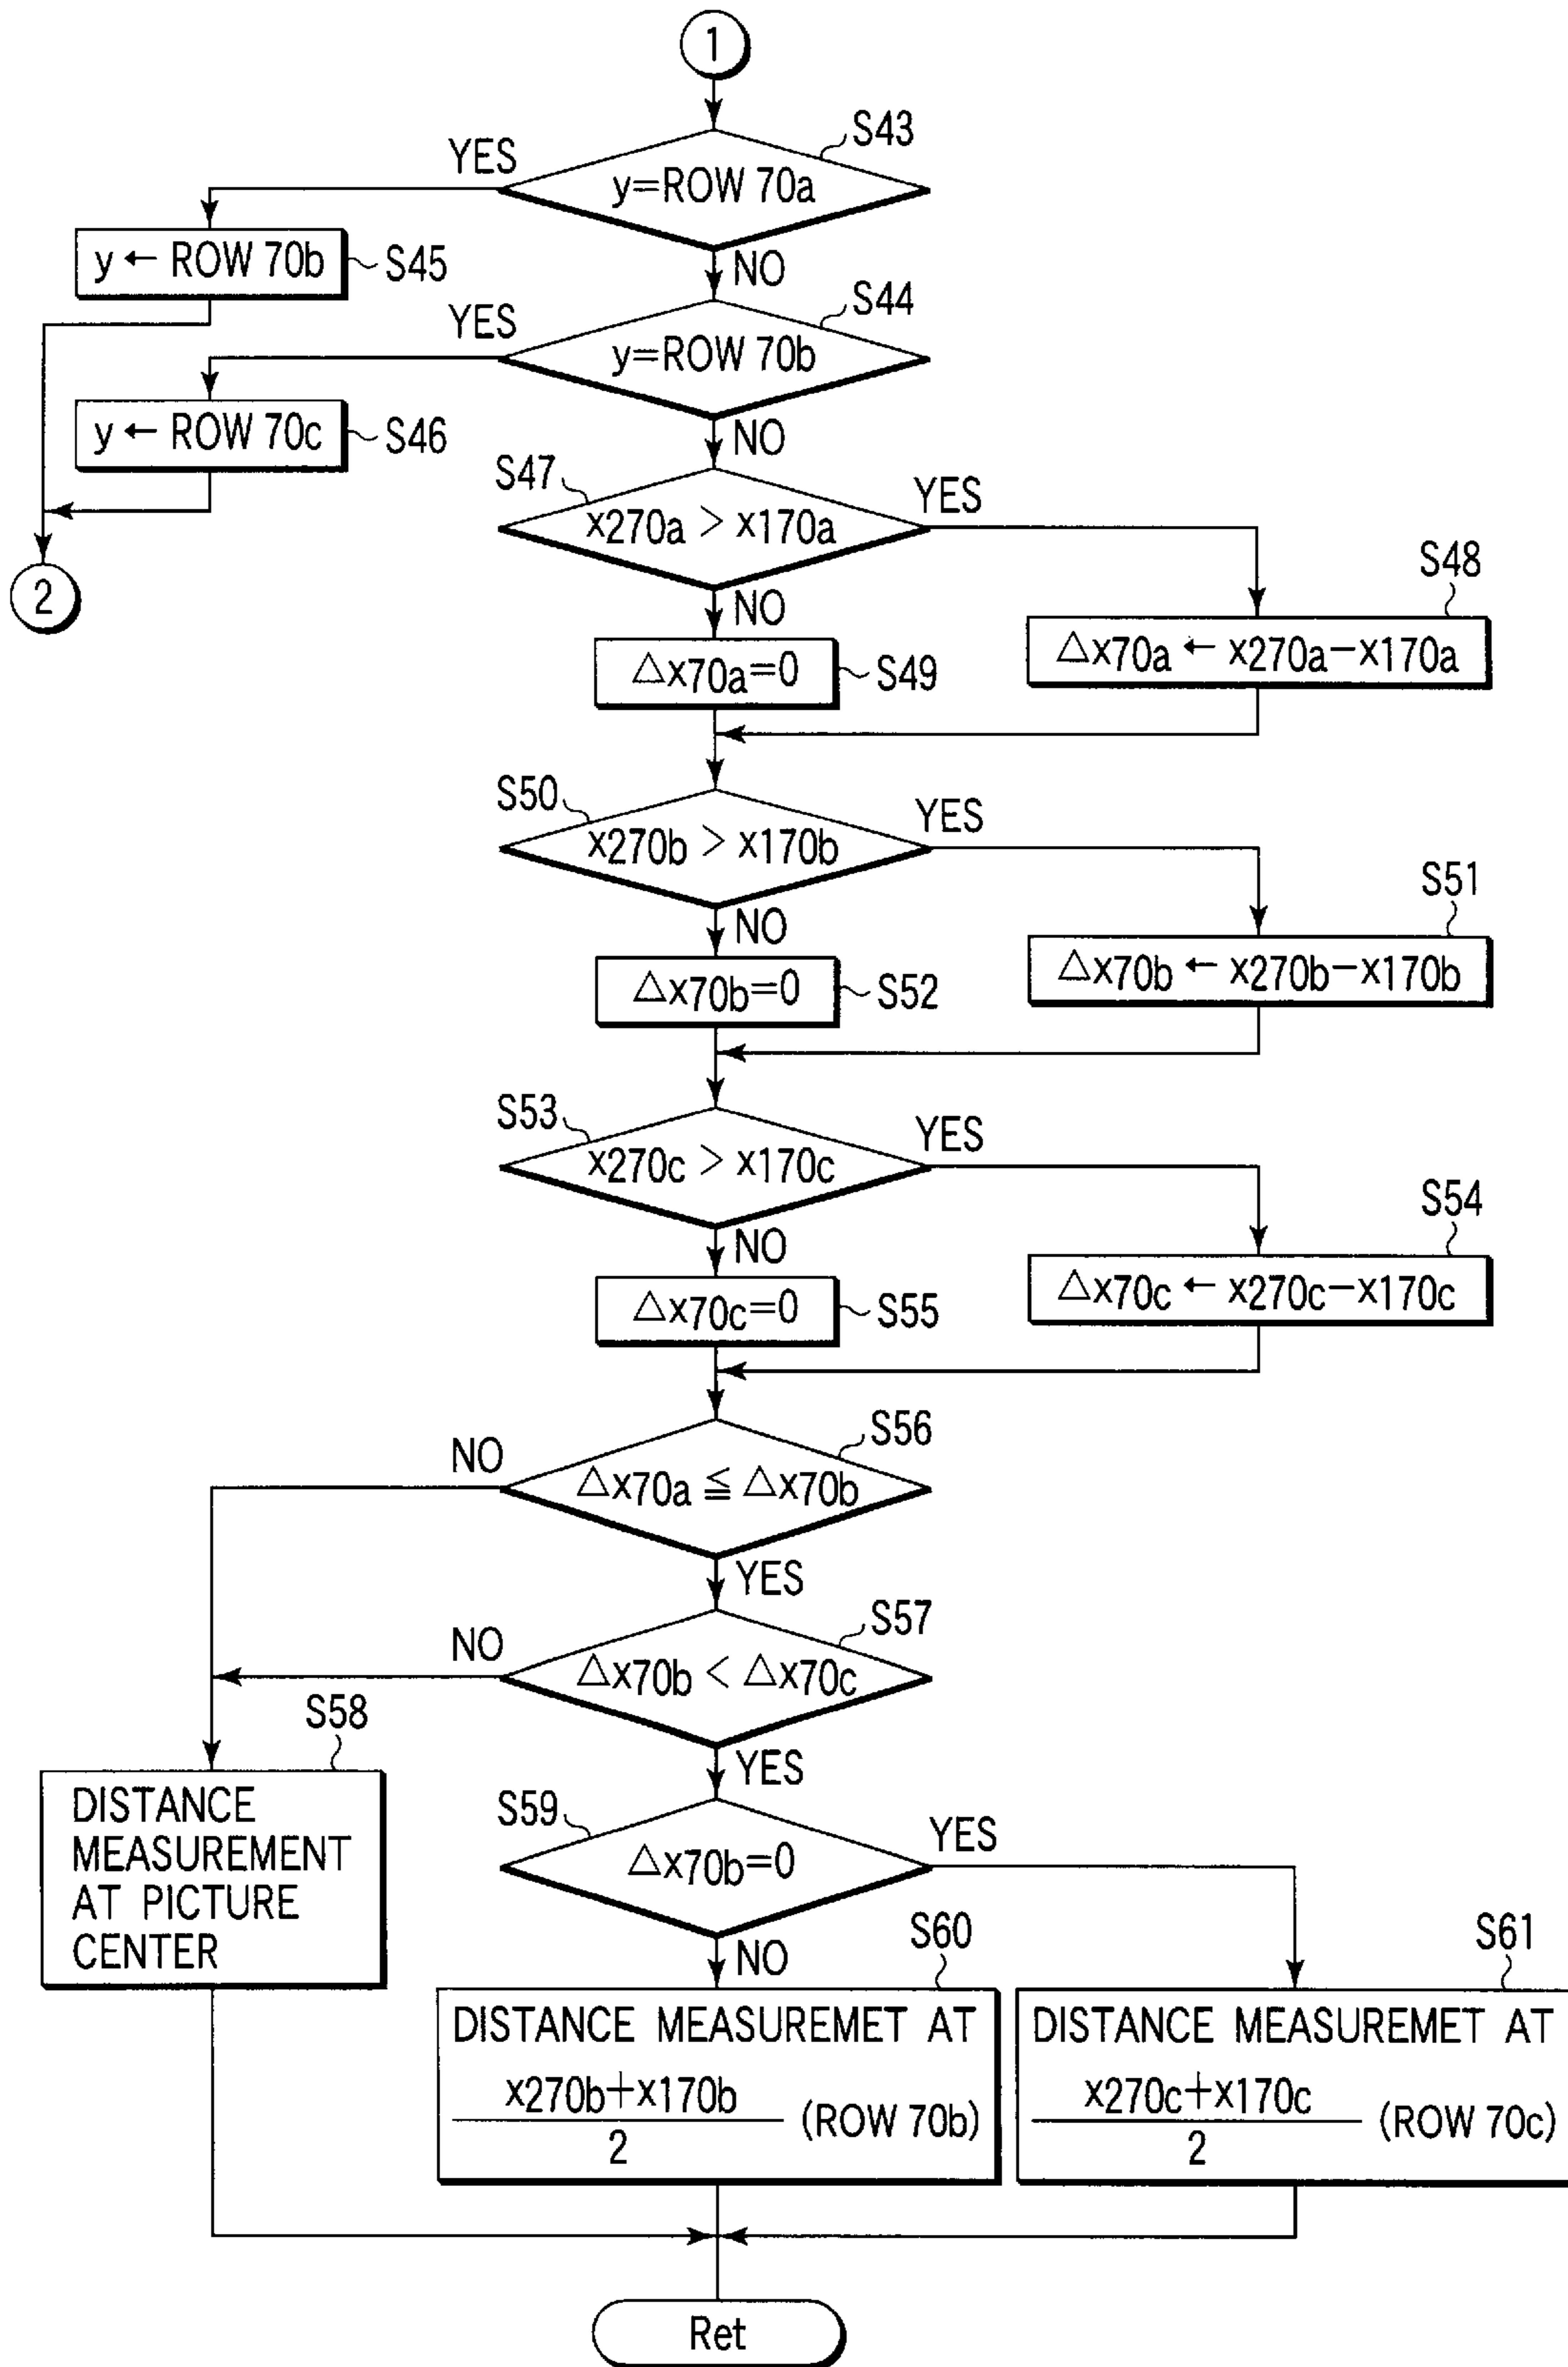 1
S43
YES
y=ROW 70a
y ← ROW 70b
S45
NO
S44
YES
y=ROW 70b
y ← ROW 70c
S46
NO
S47
YES
x270a > x170a
2
S48
NO
△x70a=0
S49
△x70a ← x270a−x170a
S50
YES
x270b > x170b
S51
NO
△x70b=0
S52
△x70b ← x270b−x170b
S53
YES
x270c > x170c
S54
NO
△x70c=0
S55
△x70c ← x270c−x170c
S56
NO
△x70a ≦ △x70b
YES
S57
NO
△x70b < △x70c
S58
YES
DISTANCE
MEASUREMENT
AT PICTURE
CENTER
S59
YES
△x70b=0
S60
S61
NO
DISTANCE MEASUREMET AT
x270b+x170b
2
(ROW 70b)
DISTANCE MEASUREMET AT
x270c+x170c
2
(ROW 70c)
Ret